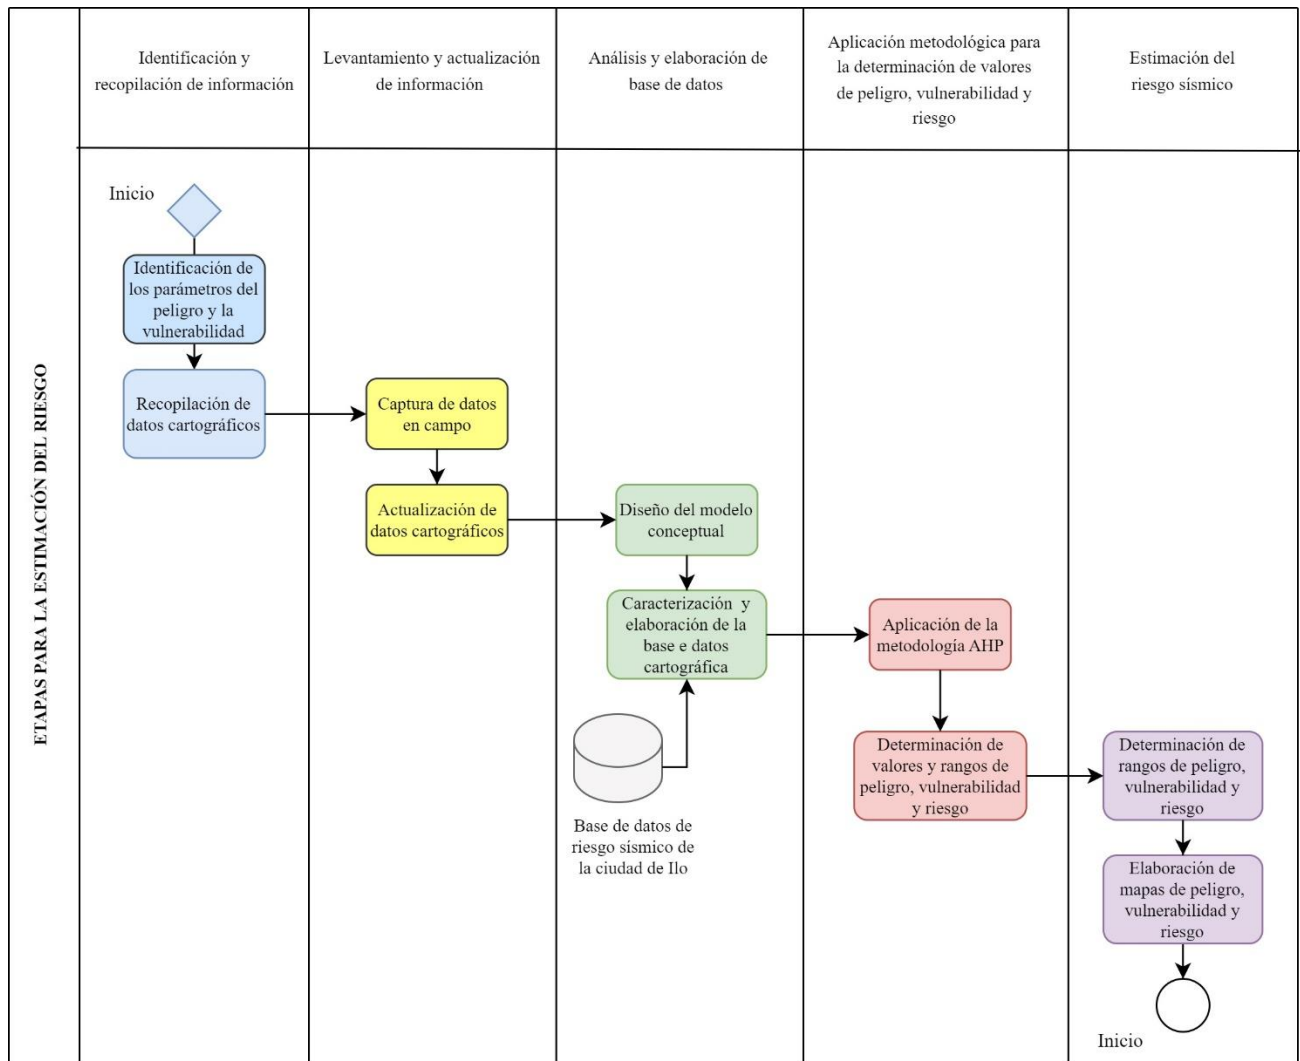 Identificación y
recopilación de información
Levantamiento y actualización
de información
Análisis y elaboración de
base de datos
Aplicación metodológica para
la determinación de valores
de peligro, vulnerabilidad y
riesgo
Estimación del
riesgo sísmico
ETAPAS PARA LA ESTIMACIÓN DEL RIESGO
Inicio
Identificación de
los parámetros del
peligro y la
vulnerabilidad
Recopilación de
datos cartográficos
Captura de datos
en campo
Actualización de
datos cartográficos
Diseño del modelo
conceptual
Caracterización y
elaboración de la
base e datos
cartográfica
Base de datos de
riesgo sísmico de
la ciudad de Ilo
Aplicación de la
metodología AHP
Determinación de
valores y rangos de
peligro, vulnerabilidad
y riesgo
Determinación de
rangos de peligro,
vulnerabilidad y
riesgo
Elaboración de
mapas de peligro,
vulnerabilidad y
riesgo
Inicio